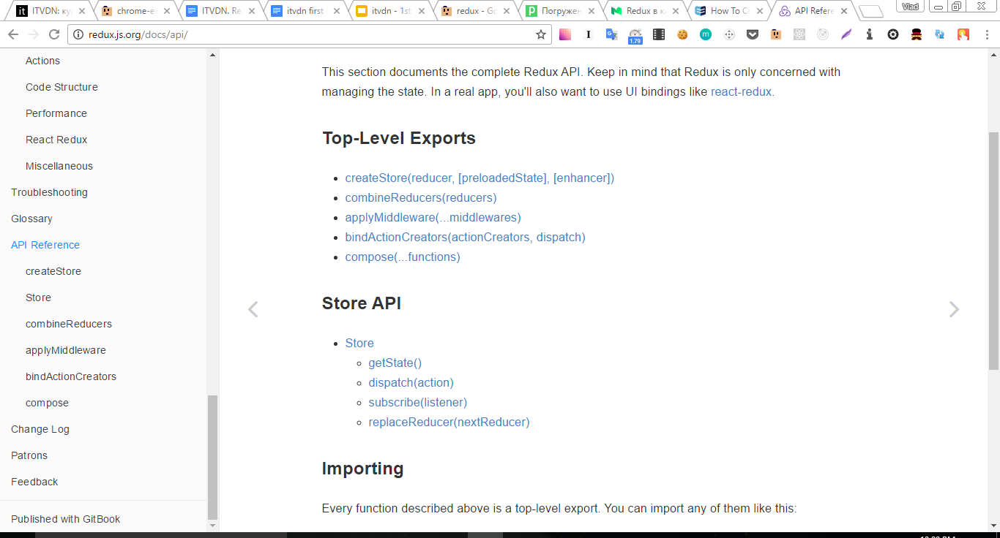 it ITVDN: ку
chrome-e
ITVDN. Re
itvdn first
itvdn - 1st
redux - Go
Погружен
Redux в к
How To C
API Refere
Vlad
redux.js.org/docs/api/
1.79
Actions
Code Structure
Performance
React Redux
Miscellaneous
Troubleshooting
Glossary
API Reference
createStore
Store
combineReducers
applyMiddleware
bindActionCreators
compose
Change Log
Patrons
Feedback
Published with GitBook
This section documents the complete Redux API. Keep in mind that Redux is only concerned with
managing the state. In a real app, you'll also want to use UI bindings like react-redux.
Top-Level Exports
createStore(reducer, [preloadedState], [enhancer])
combineReducers(reducers)
applyMiddleware(...middlewares)
bindActionCreators(actionCreators, dispatch)
compose(...functions)
Store API
Store
getState()
dispatch(action)
subscribe(listener)
replaceReducer(nextReducer)
Importing
Every function described above is a top-level export. You can import any of them like this: